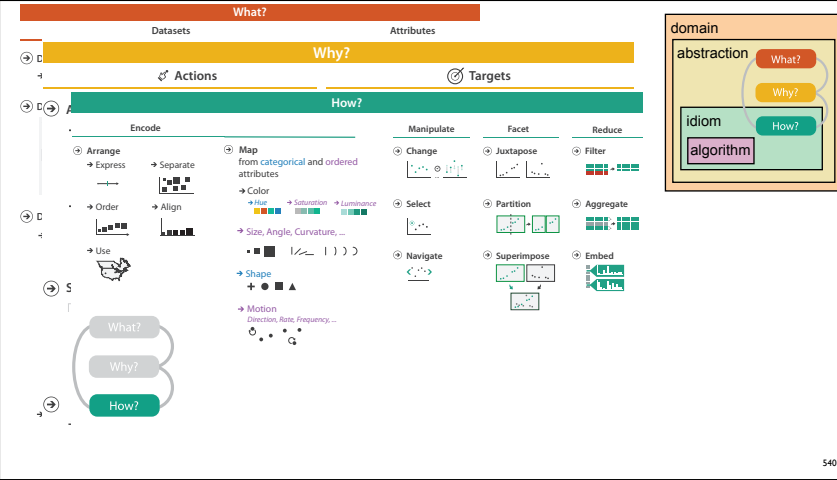 What?
Datasets
Attributes
Why?
Actions
Targets
How?
Encode
Manipulate
Facet
Reduce
Arrange
Express
Separate
Order
Align
Use
Map
from categorical and ordered
attributes
Color
Hue
Saturation
Luminance
Size, Angle, Curvature, ...
Shape
Motion
Direction, Rate, Frequency, ...
Change
Select
Navigate
Juxtapose
Partition
Superimpose
Filter
Aggregate
Embed
What?
Why?
How?
domain
abstraction
What?
Why?
idiom
How?
algorithm
540